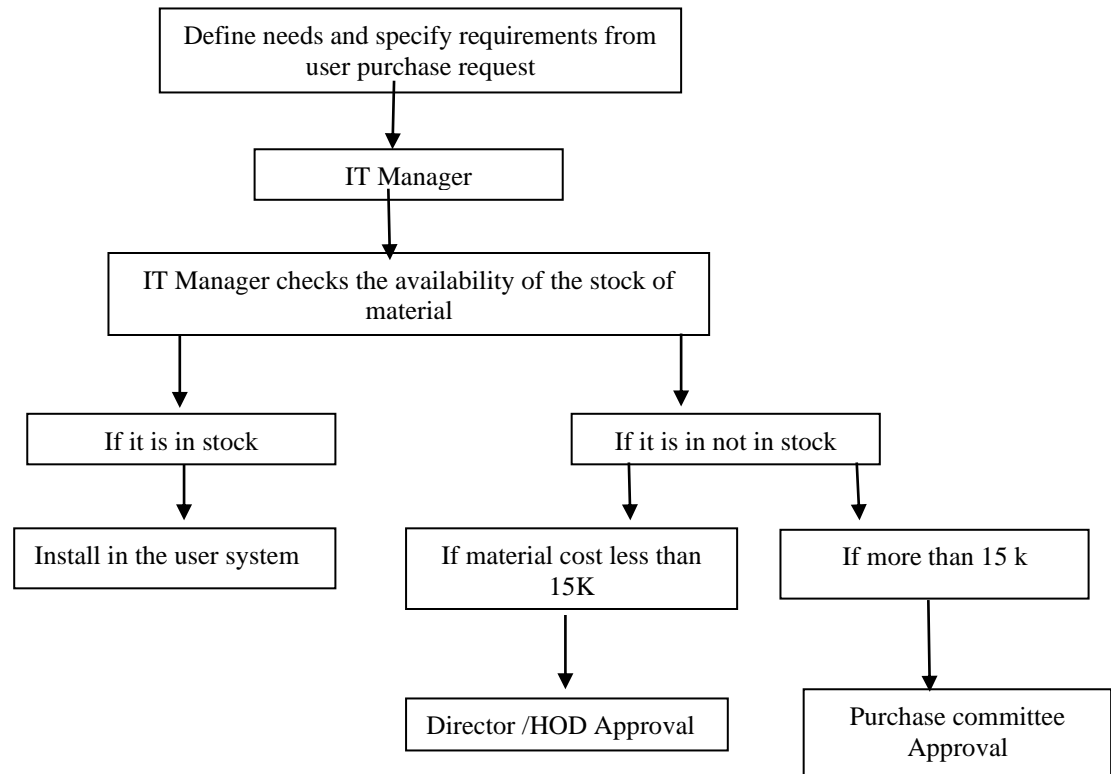 Define needs and specify requirements from
user purchase request
IT Manager
IT Manager checks the availability of the stock of
material
If it is in stock
If it is in not in stock
Install in the user system
If material cost less than
15K
If more than 15 k
Director /HOD Approval
Purchase committee
Approval